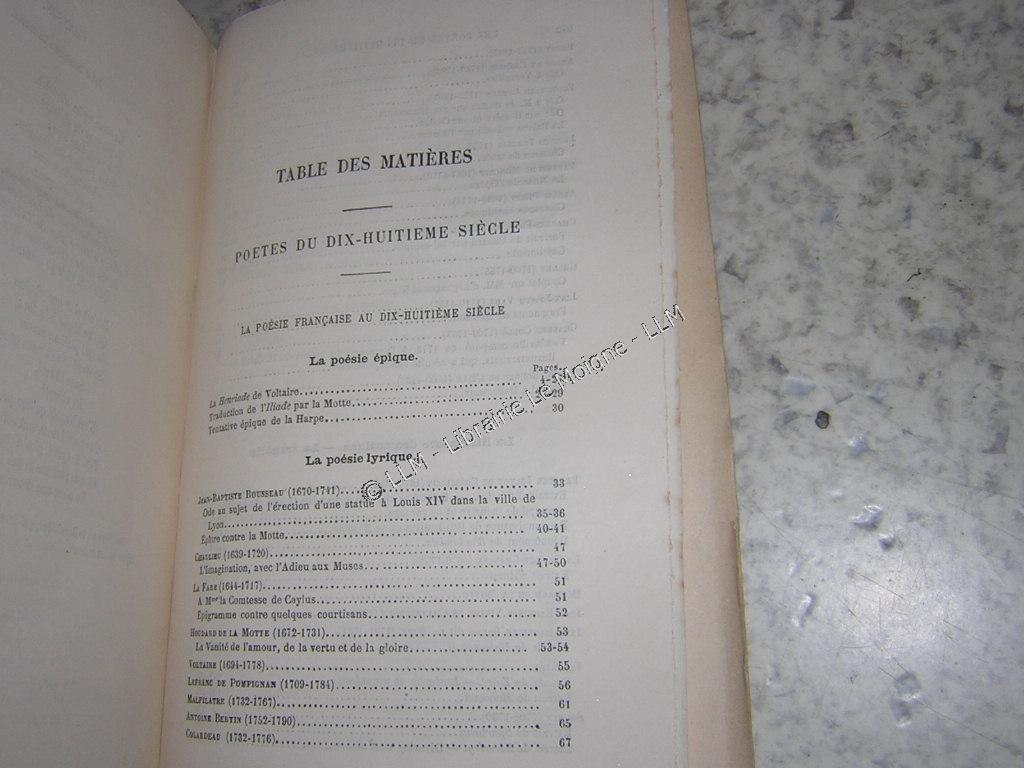 TABLE DES MATIÈRES
POETES DU DIX-HUITIEME SIÈCLE
LA POÉSIE FRANÇAISE AU DIX-HUITIÈME SIÈCLE
La poésie épique.
Pages.
La Henriade de Voltaire
Traduction de l'Iliade par la Motte 29
Tentative épique de la Harpe 30
La poésie lyrique.
JEAN-BAPTISTE ROUSSEAU (1670-1741) 33
Ode au sujet de l'érection d'une statue à Louis XIV dans la ville de
Lyon 35-36
Épître contre la Motte 40-41
CHAULIEU (1639-1720) 47
L'Imagination, avec l'Adieu aux Muses 47-50
LA FARE (1644-1717) 51
A Mme la Comtesse de Caylus 51
Épigramme contre quelques courtisans 52
HOUDARD DE LA MOTTE (1672-1731) 53
La Vanité de l'amour, de la vertu et de la gloire 53-54
VOLTAIRE (1694-1778) 55
LEFRANC DE POMPIGNAN (1709-1784) 56
MALFILATRE (1732-1767) 61
ANTOINE BERTIN (1752-1790) 65
COLARDEAU (1732-1776) 67
© LLM - Librairie Le Moigne - LLM